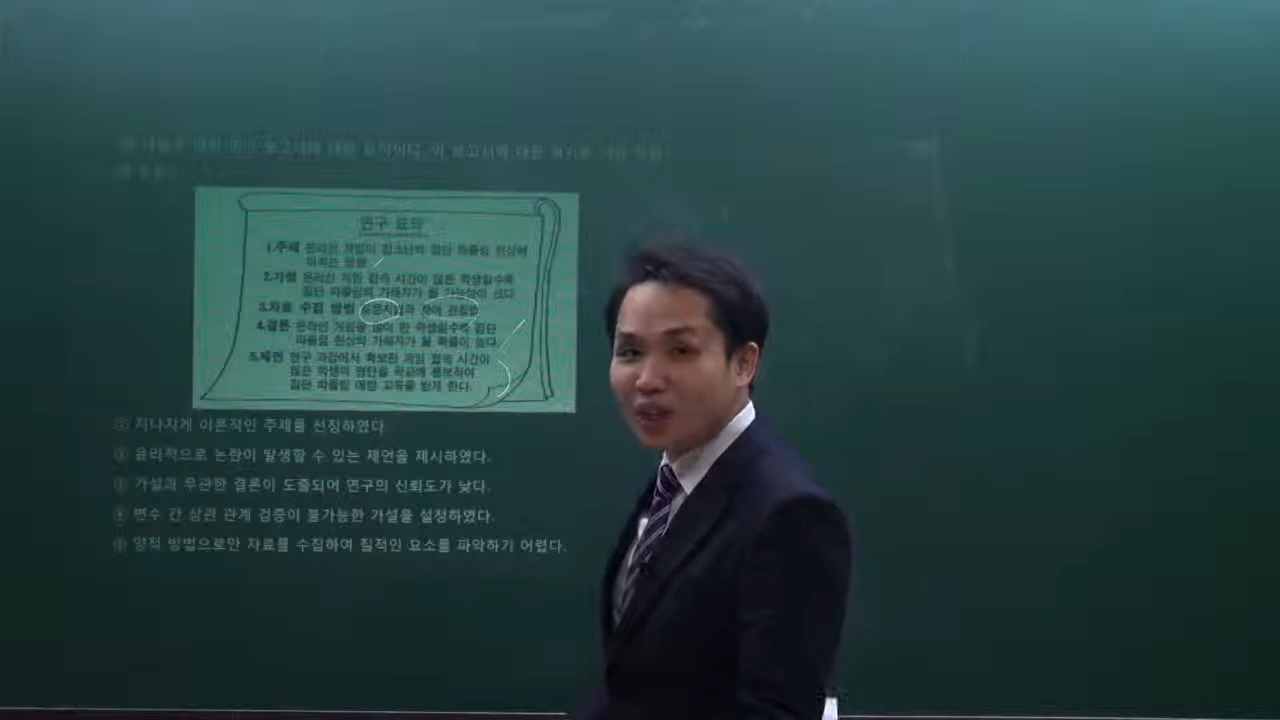 연구 요약
1.주제 온라인 게임이 청소년의 집단 따돌림 현상에
미치는 영향
2.가설 온라인 게임 접속 시간이 많은 학생일수록
집단 따돌림의 가해자가 될 가능성이 크다.
3.자료 수집 방법 질문지법과 참여 관찰법
4.결론 온라인 게임을 많이 한 학생일수록 집단
따돌림 현상의 가해자가 될 확률이 높다.
5.제언 연구 과정에서 확보한 게임 접속 시간이
많은 학생의 명단을 학교에 통보하여
집단 따돌림 예방 교육을 받게 한다.
① 지나치게 이론적인 주제를 선정하였다.
② 윤리적으로 논란이 발생할 수 있는 제언을 제시하였다.
③ 가설과 무관한 결론이 도출되어 연구의 신뢰도가 낮다.
④ 변수 간 상관 관계 검증이 불가능한 가설을 설정하였다.
⑤ 양적 방법으로만 자료를 수집하여 질적인 요소를 파악하기 어렵다.